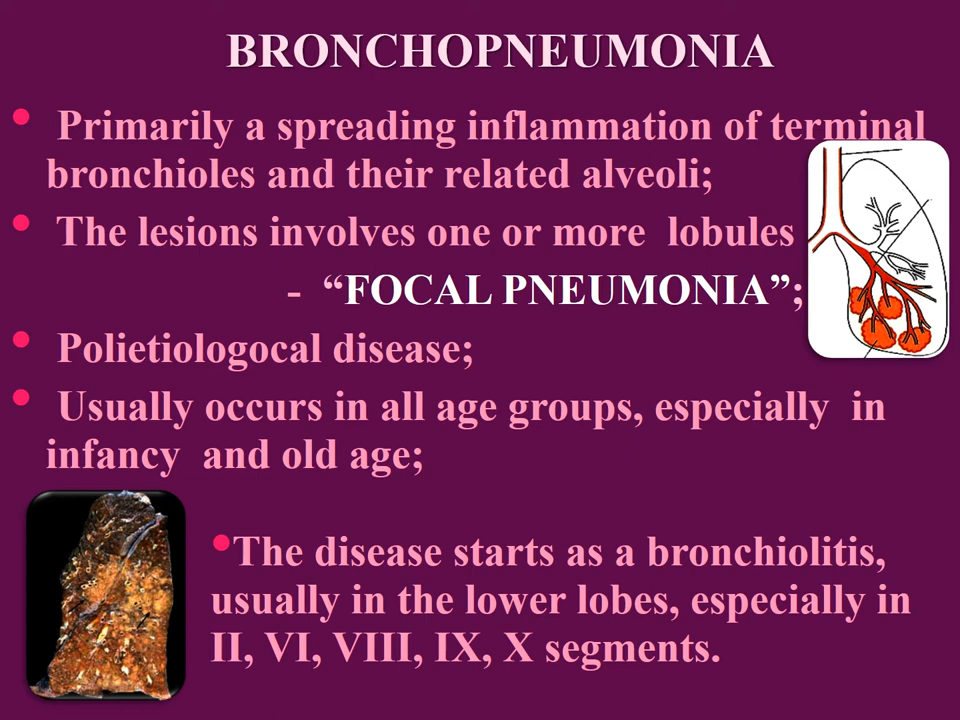 BRONCHOPNEUMONIA
• Primarily a spreading inflammation of terminal
bronchioles and their related alveoli;
• The lesions involves one or more lobules
- “FOCAL PNEUMONIA”;
• Polietiologocal disease;
• Usually occurs in all age groups, especially in
infancy and old age;
•The disease starts as a bronchiolitis,
usually in the lower lobes, especially in
II, VI, VIII, IX, X segments.